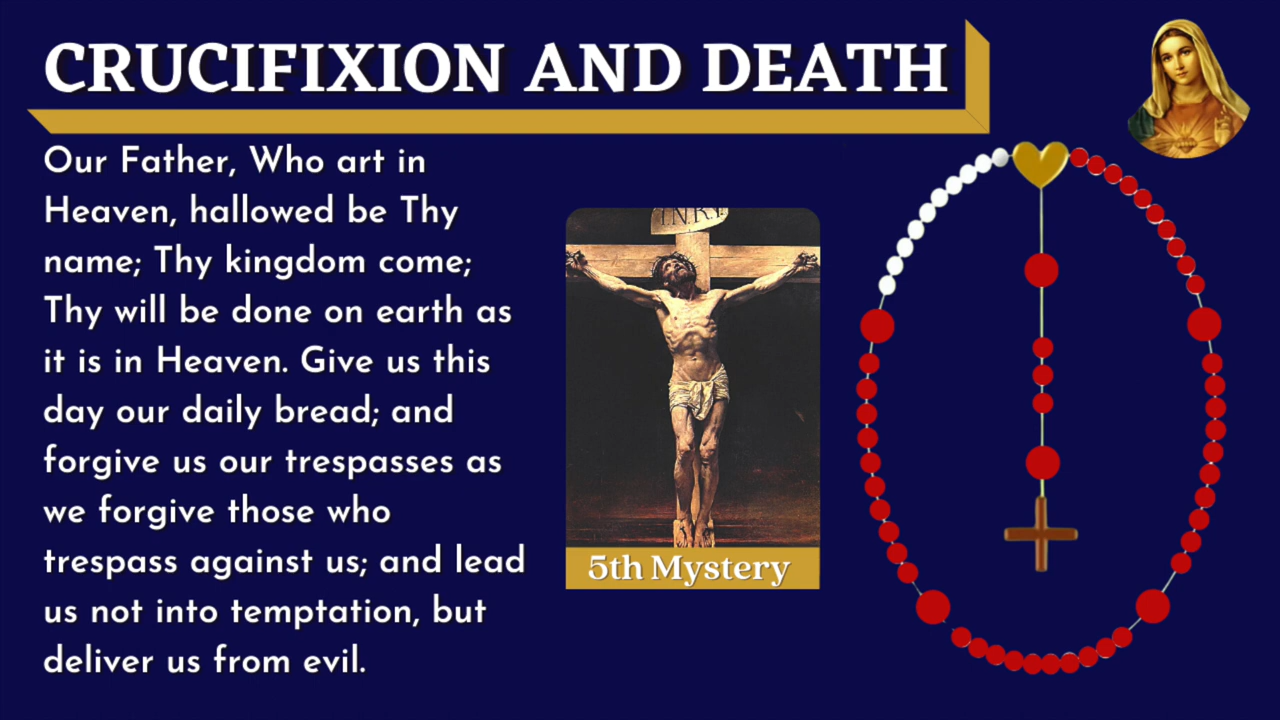 CRUCIFIXION AND DEATH
Our Father, Who art in
Heaven, hallowed be Thy
name; Thy kingdom come;
Thy will be done on earth as
it is in Heaven. Give us this
day our daily bread; and
forgive us our trespasses as
we forgive those who
trespass against us; and lead
us not into temptation, but
deliver us from evil.
I.N.R.I.
5th Mystery